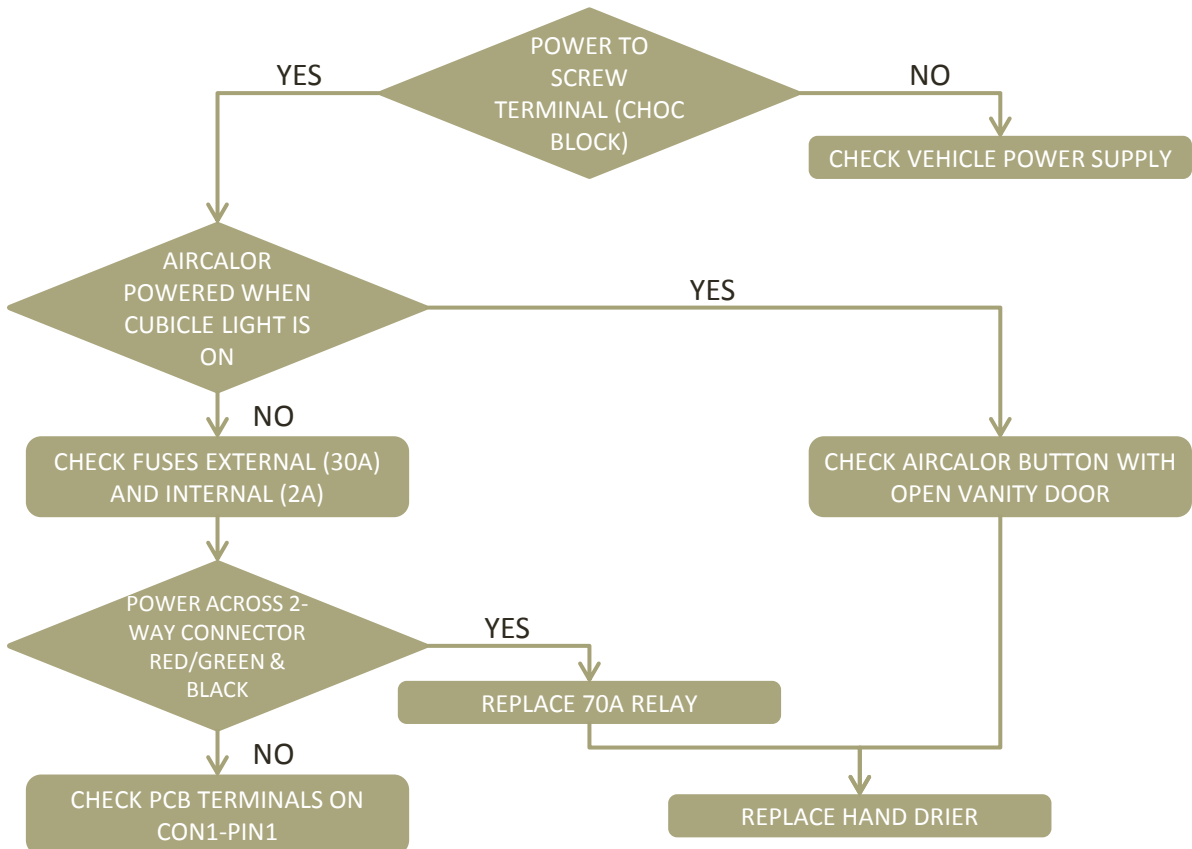 POWER TO
SCREW
TERMINAL (CHOC
BLOCK)
YES
NO
CHECK VEHICLE POWER SUPPLY
AIRCALOR
POWERED WHEN
CUBICLE LIGHT IS
ON
YES
NO
CHECK FUSES EXTERNAL (30A)
AND INTERNAL (2A)
CHECK AIRCALOR BUTTON WITH
OPEN VANITY DOOR
POWER ACROSS 2-
WAY CONNECTOR
RED/GREEN &
BLACK
YES
REPLACE 70A RELAY
NO
CHECK PCB TERMINALS ON
CON1-PIN1
REPLACE HAND DRIER